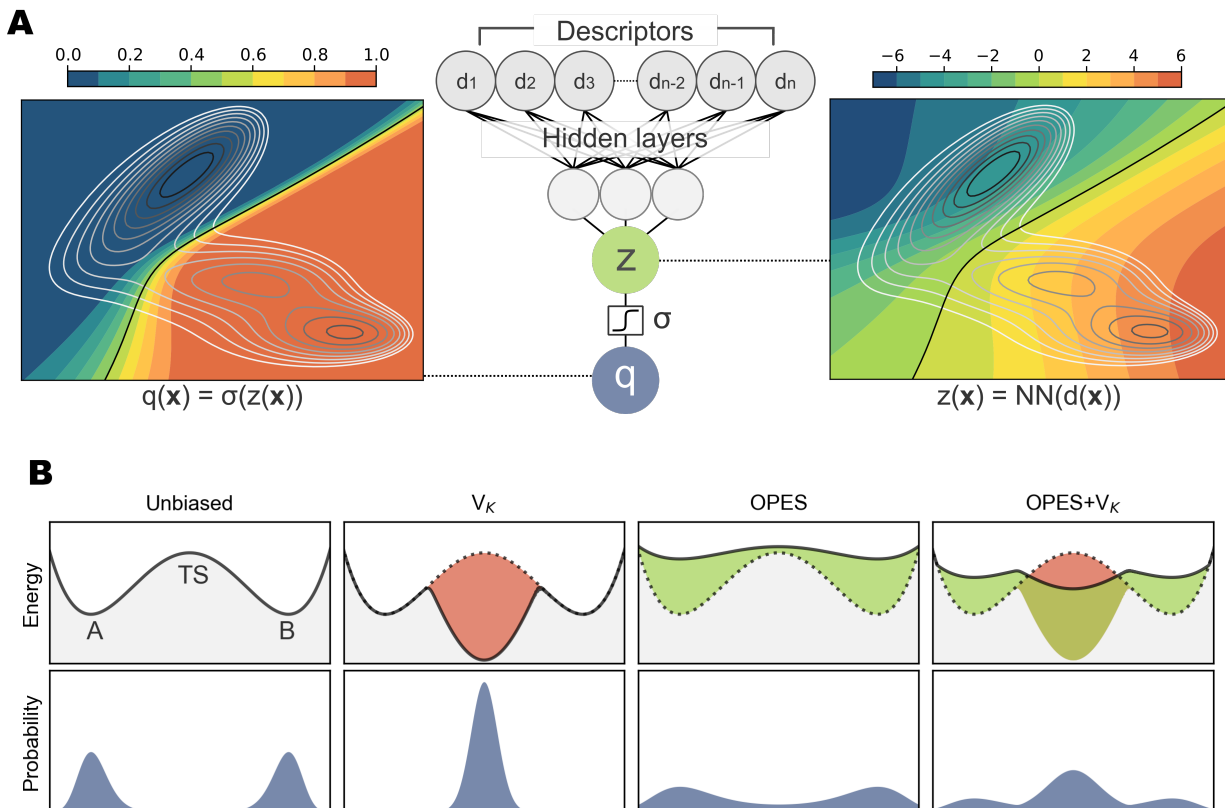 A
Descriptors
0.0 0.2 0.4 0.6 0.8 1.0
−6 −4 −2 0 2 4 6
d1 d2 d3 dn-2 dn-1 dn
Hidden layers
z
σ
q
q(x) = σ(z(x))
z(x) = NN(d(x))
B
Unbiased
VK
OPES
OPES+VK
Energy
TS
A
B
Probability